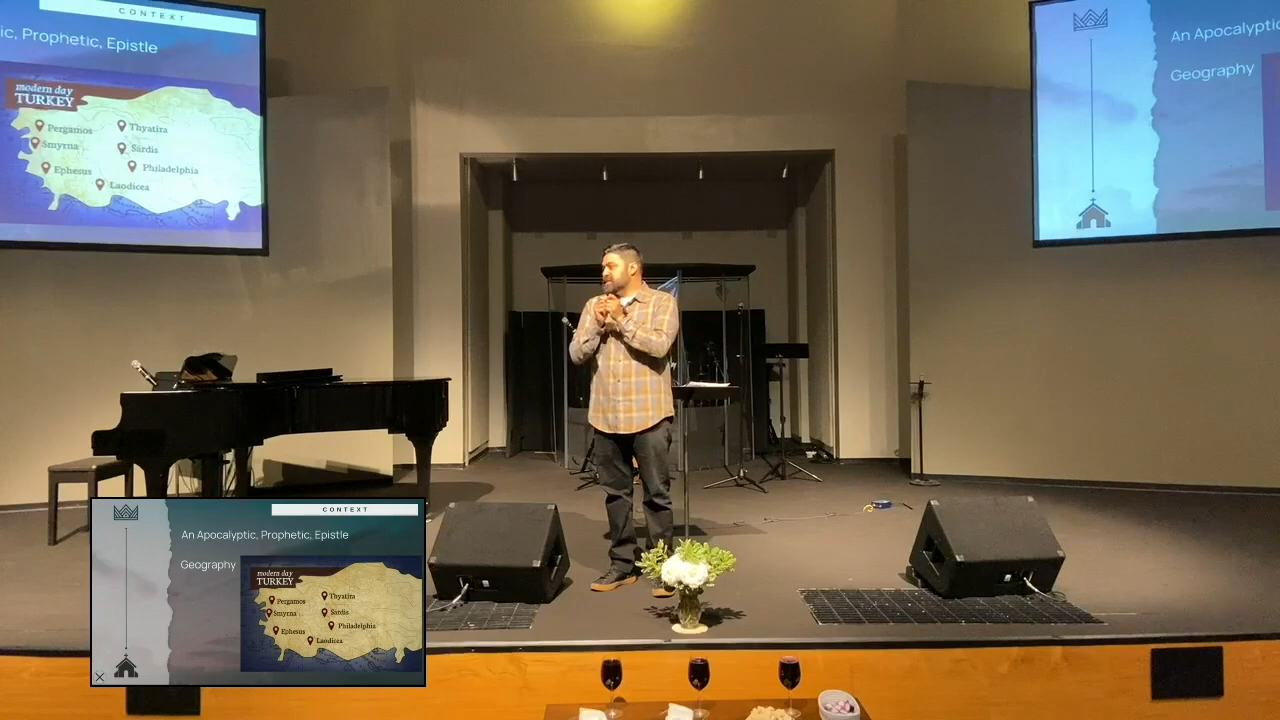 CONTEXT
ic, Prophetic, Epistle
modern day
TURKEY
Pergamos
Thyatira
Smyrna
Sardis
Ephesus
Philadelphia
Laodicea
An Apocalyptic
Geography
CONTEXT
An Apocalyptic, Prophetic, Epistle
Geography
modern day
TURKEY
Pergamos
Thyatira
Smyrna
Sardis
Ephesus
Philadelphia
Laodicea